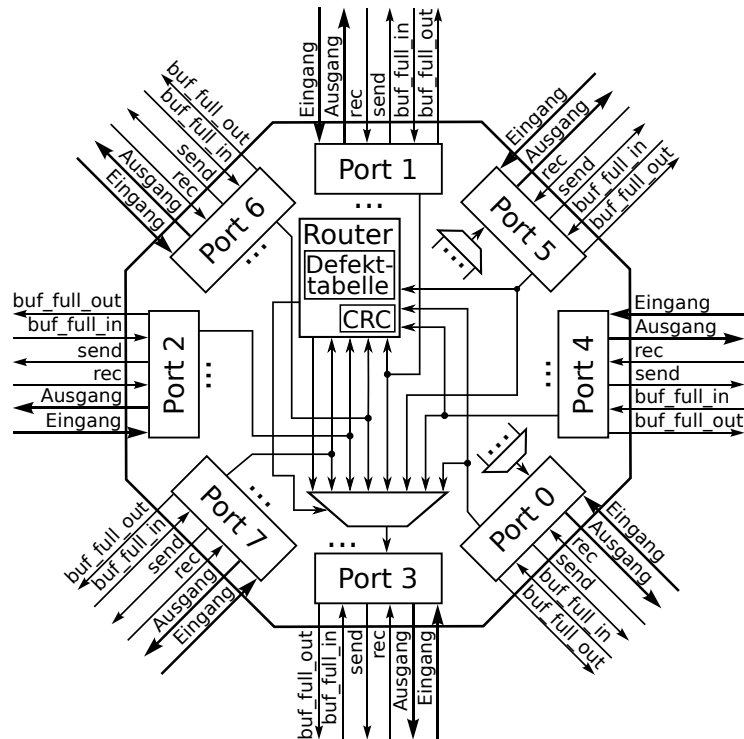 Eingang
Ausgang
rec
send
buf_full_in
buf_full_out
Port 1
...
buf_full_out
buf_full_in
send
rec
Ausgang
Eingang
Port 6
...
Eingang
Ausgang
rec
send
buf_full_in
buf_full_out
Port 5
....
Router
Defekt-
tabelle
CRC
buf_full_out
buf_full_in
send
rec
Ausgang
Eingang
Port 2
...
Eingang
Ausgang
rec
send
buf_full_in
buf_full_out
Port 4
...
buf_full_out
buf_full_in
send
rec
Ausgang
Eingang
Port 7
...
....
Port 0
Eingang
Ausgang
rec
send
buf_full_in
buf_full_out
...
Port 3
buf_full_out
buf_full_in
send
rec
Ausgang
Eingang